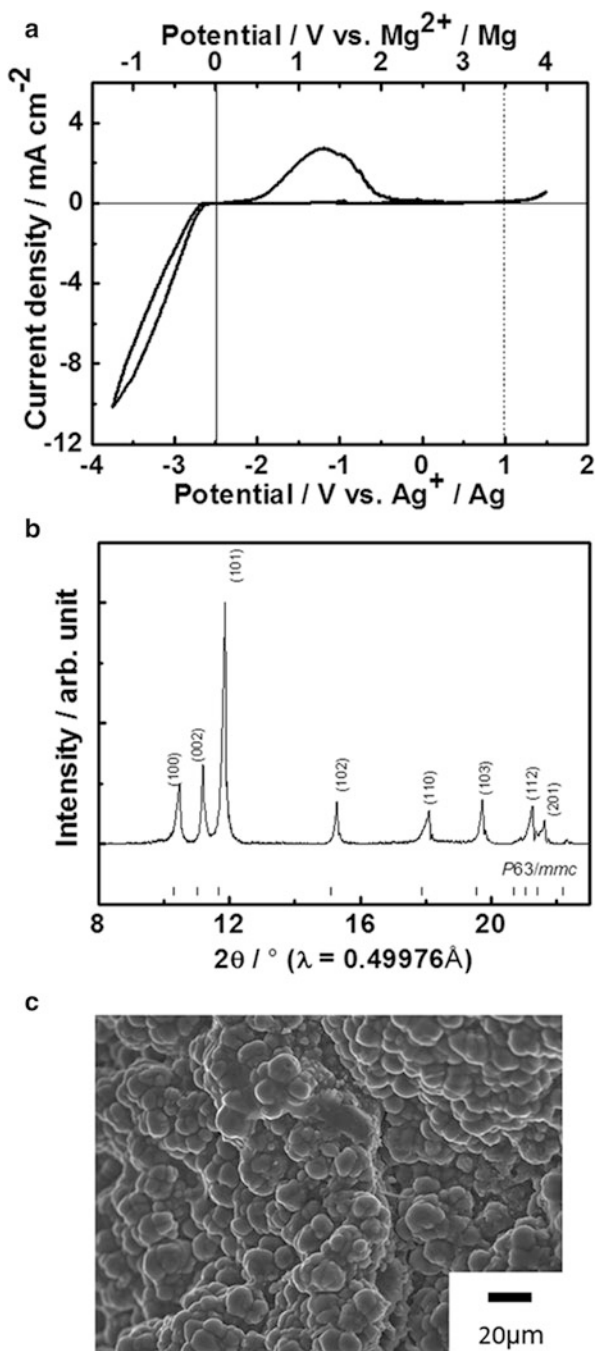 a
Potential / V vs. Mg2+ / Mg
-1 0 1 2 3 4
Current density / mA cm-2
4
0
-4
-8
-12
-4 -3 -2 -1 0 1 2
Potential / V vs. Ag+ / Ag
b
Intensity / arb. unit
(100)
(002)
(101)
(102)
(110)
(103)
(112)
(201)
P63/mmc
8 12 16 20
2θ / ° (λ = 0.49976Å)
c
20μm